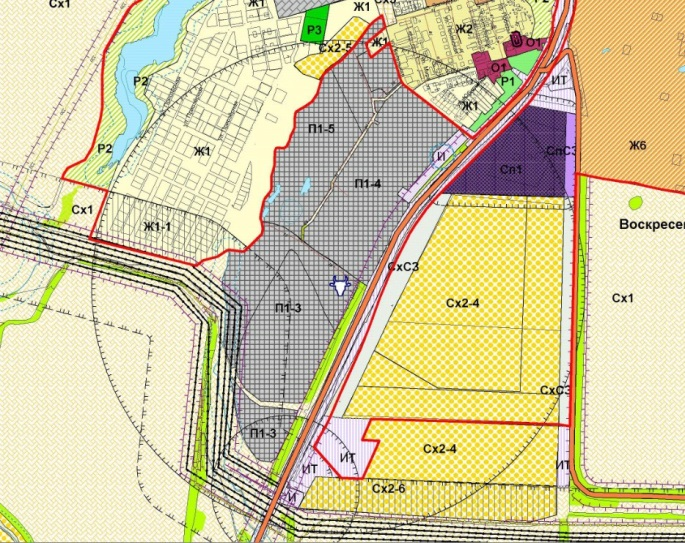 Сх1
Ж1
Ж1
Сх3
Р2
Р3
Сх2-5
Ж1
Ж2
О1
О1
Р2
Р1
ИТ
Ж1
П1-5
Р2
Ж1
И
Сп1
СпСЗ
Ж6
П1-4
Сх1
Ж1-1
Воскресен
СхСЗ
П1-3
Сх2-4
Сх1
СхСЗ
П1-3
Сх2-4
ИТ
ИТ
ИТ
Сх2-6
И